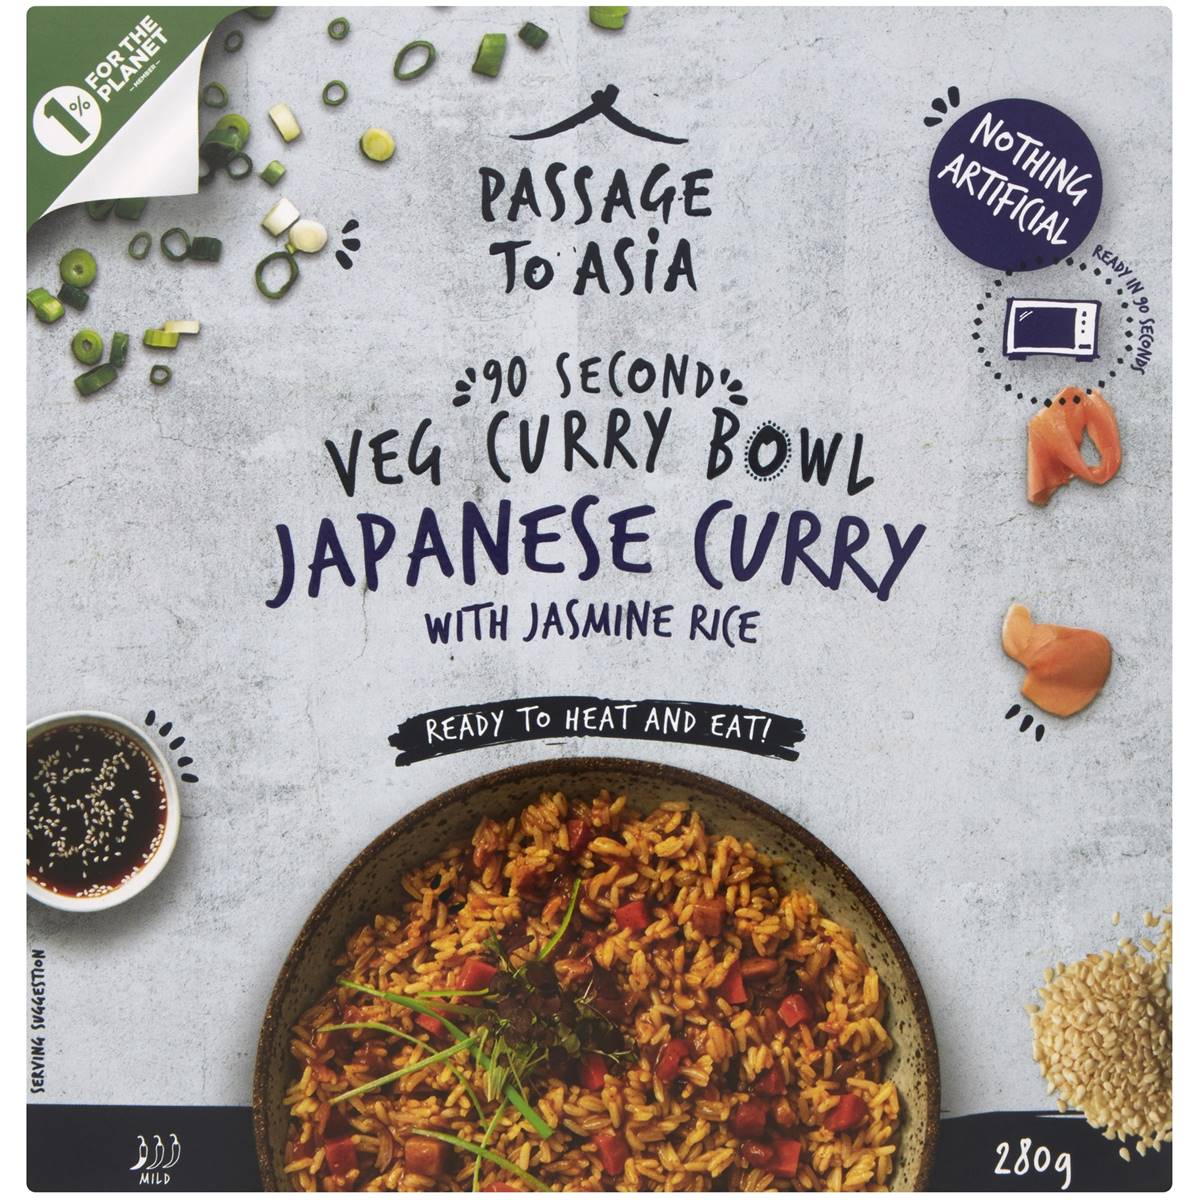 1%
FOR THE
PLANET
– MEMBER –
PASSAGE
TO ASIA
NOTHING
ARTIFICIAL
READY IN 90 SECONDS
90 SECOND
VEG CURRY BOWL
JAPANESE CURRY
WITH JASMINE RICE
READY TO HEAT AND EAT!
SERVING SUGGESTION
MILD
280g